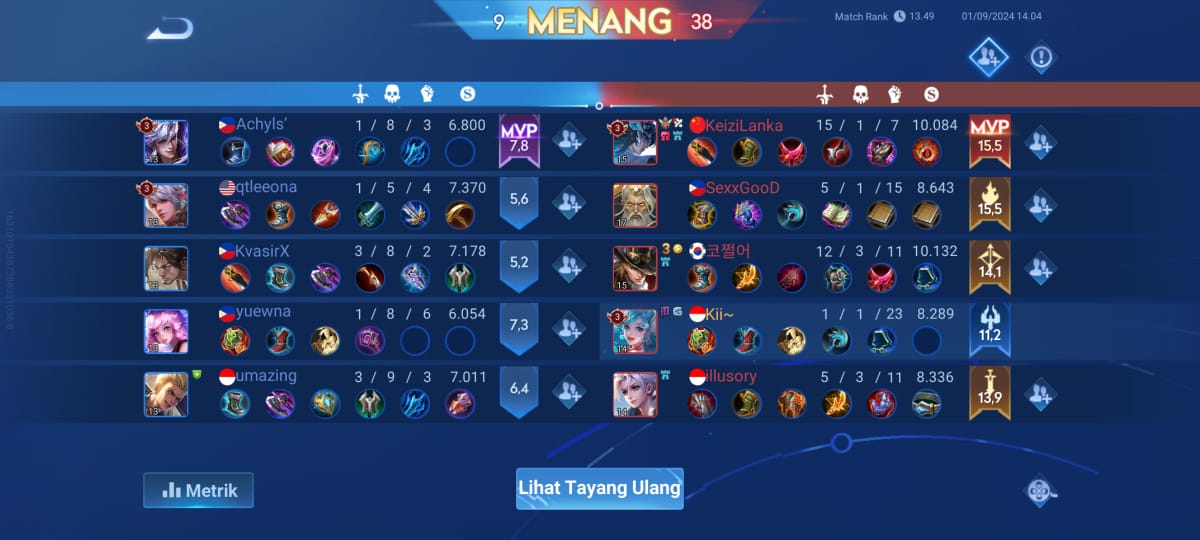 9 MENANG 38
Match Rank 13.49 01/09/2024 14.04
Achyls' 1 / 8 / 3 6.800 MVP 7,8
KeiziLanka 15 / 1 / 7 10.084 MVP 15,5
qtleeona 1 / 5 / 4 7.370 5,6
SexxGooD 5 / 1 / 15 8.643 15,5
KvasirX 3 / 8 / 2 7.178 5,2
코쩔어 12 / 3 / 11 10.132 14,1
yuewna 1 / 8 / 6 6.054 7,3
Kii~ 1 / 1 / 23 8.289 11,2
umazing 3 / 9 / 3 7.011 6,4
illusory 5 / 3 / 11 8.336 13,9
Metrik
Lihat Tayang Ulang